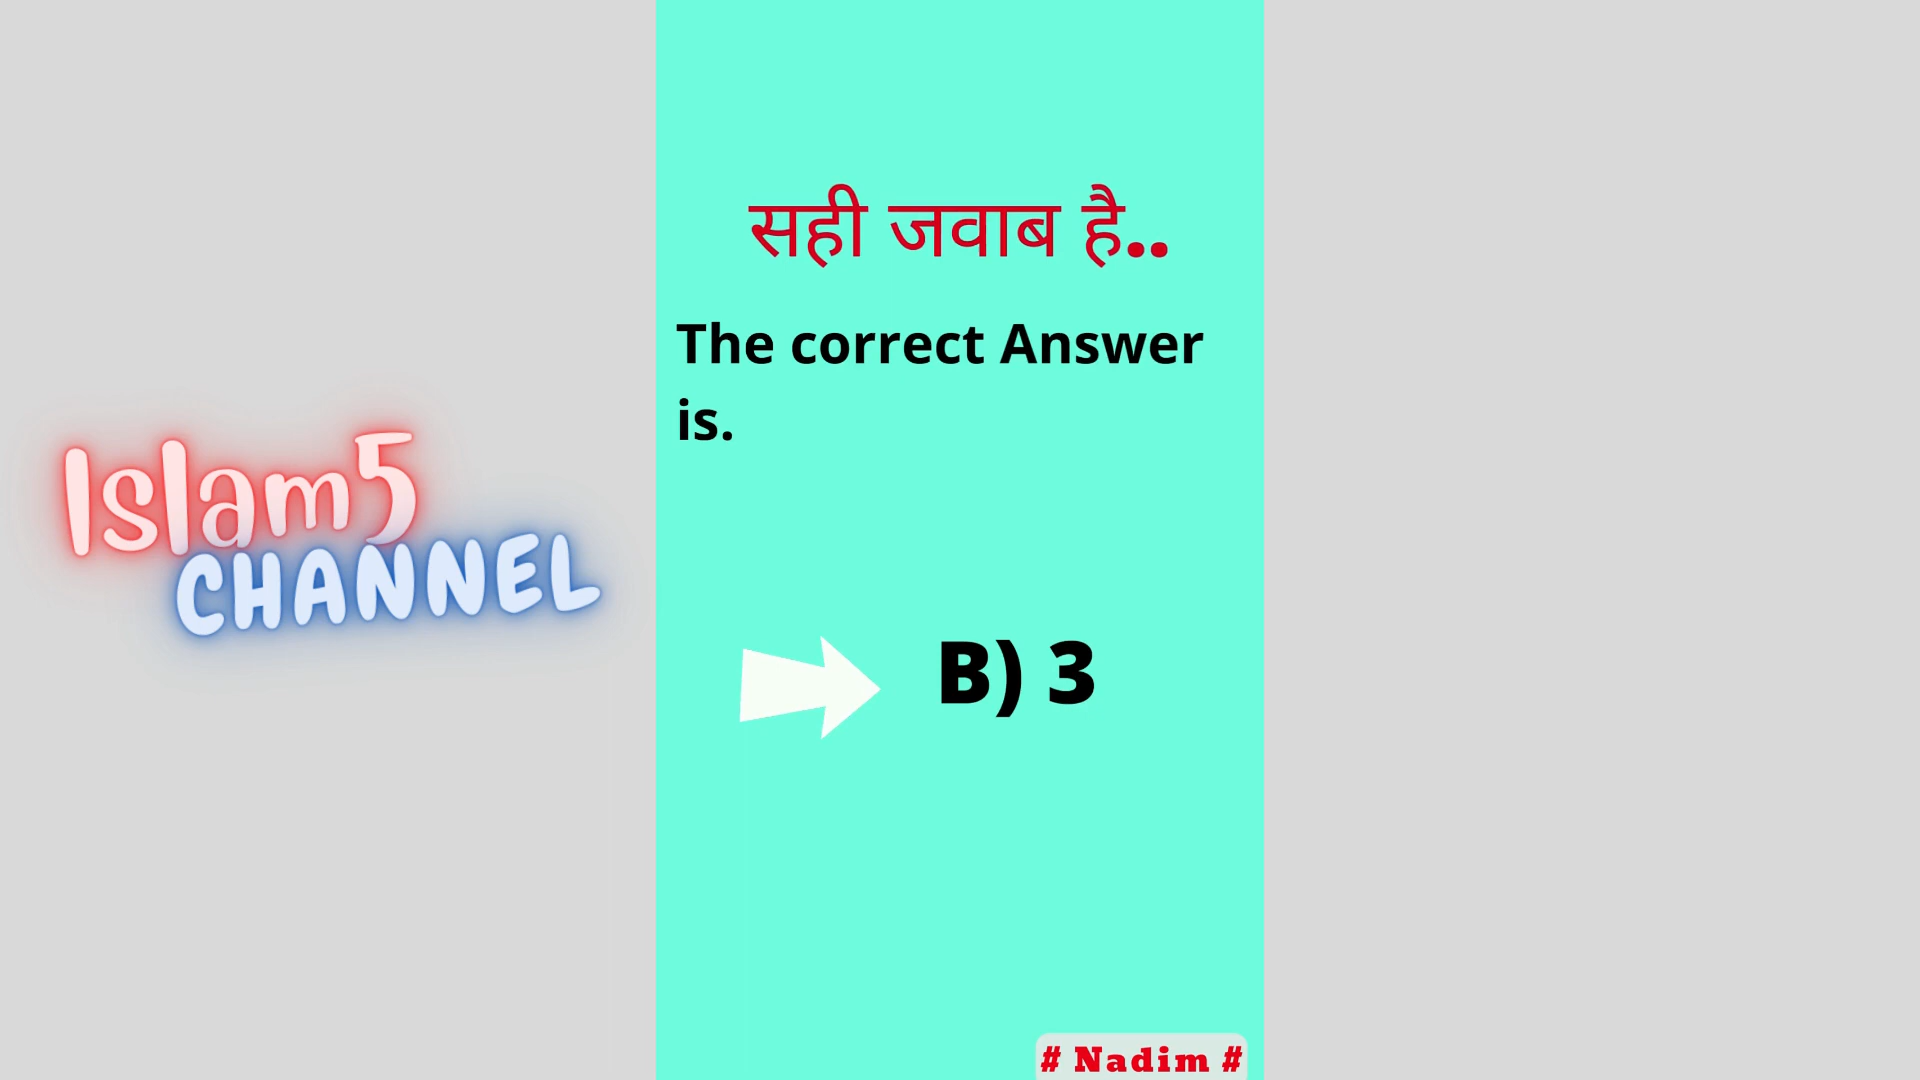 Islam5
CHANNEL
सही जवाब है..
The correct Answer
is.
B) 3
# Nadim #